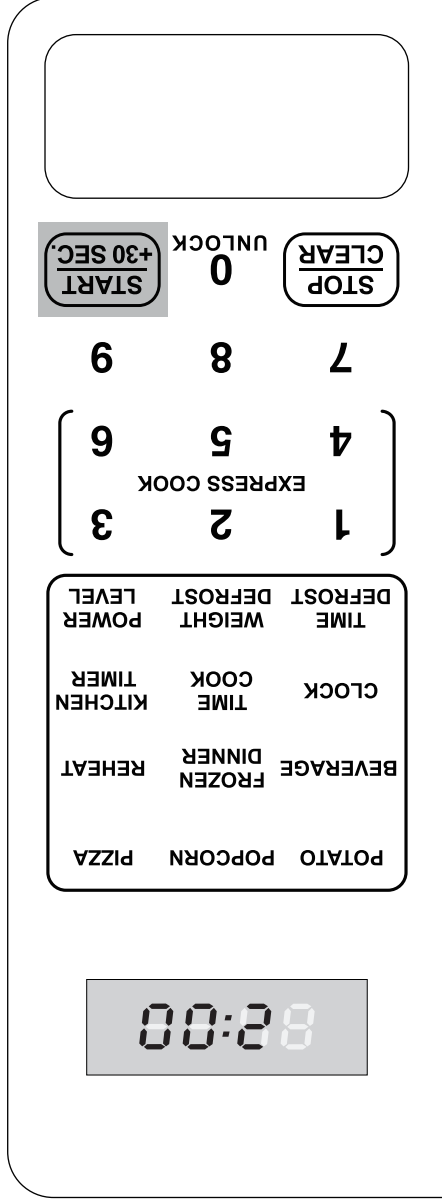 2:00
POTATO
POPCORN
PIZZA
BEVERAGE
FROZEN
DINNER
REHEAT
CLOCK
TIME
COOK
KITCHEN
TIMER
TIME
DEFROST
WEIGHT
DEFROST
POWER
LEVEL
1 2 3
EXPRESS COOK
4 5 6
7 8 9
STOP
CLEAR
0
UNLOCK
START
+30 SEC.